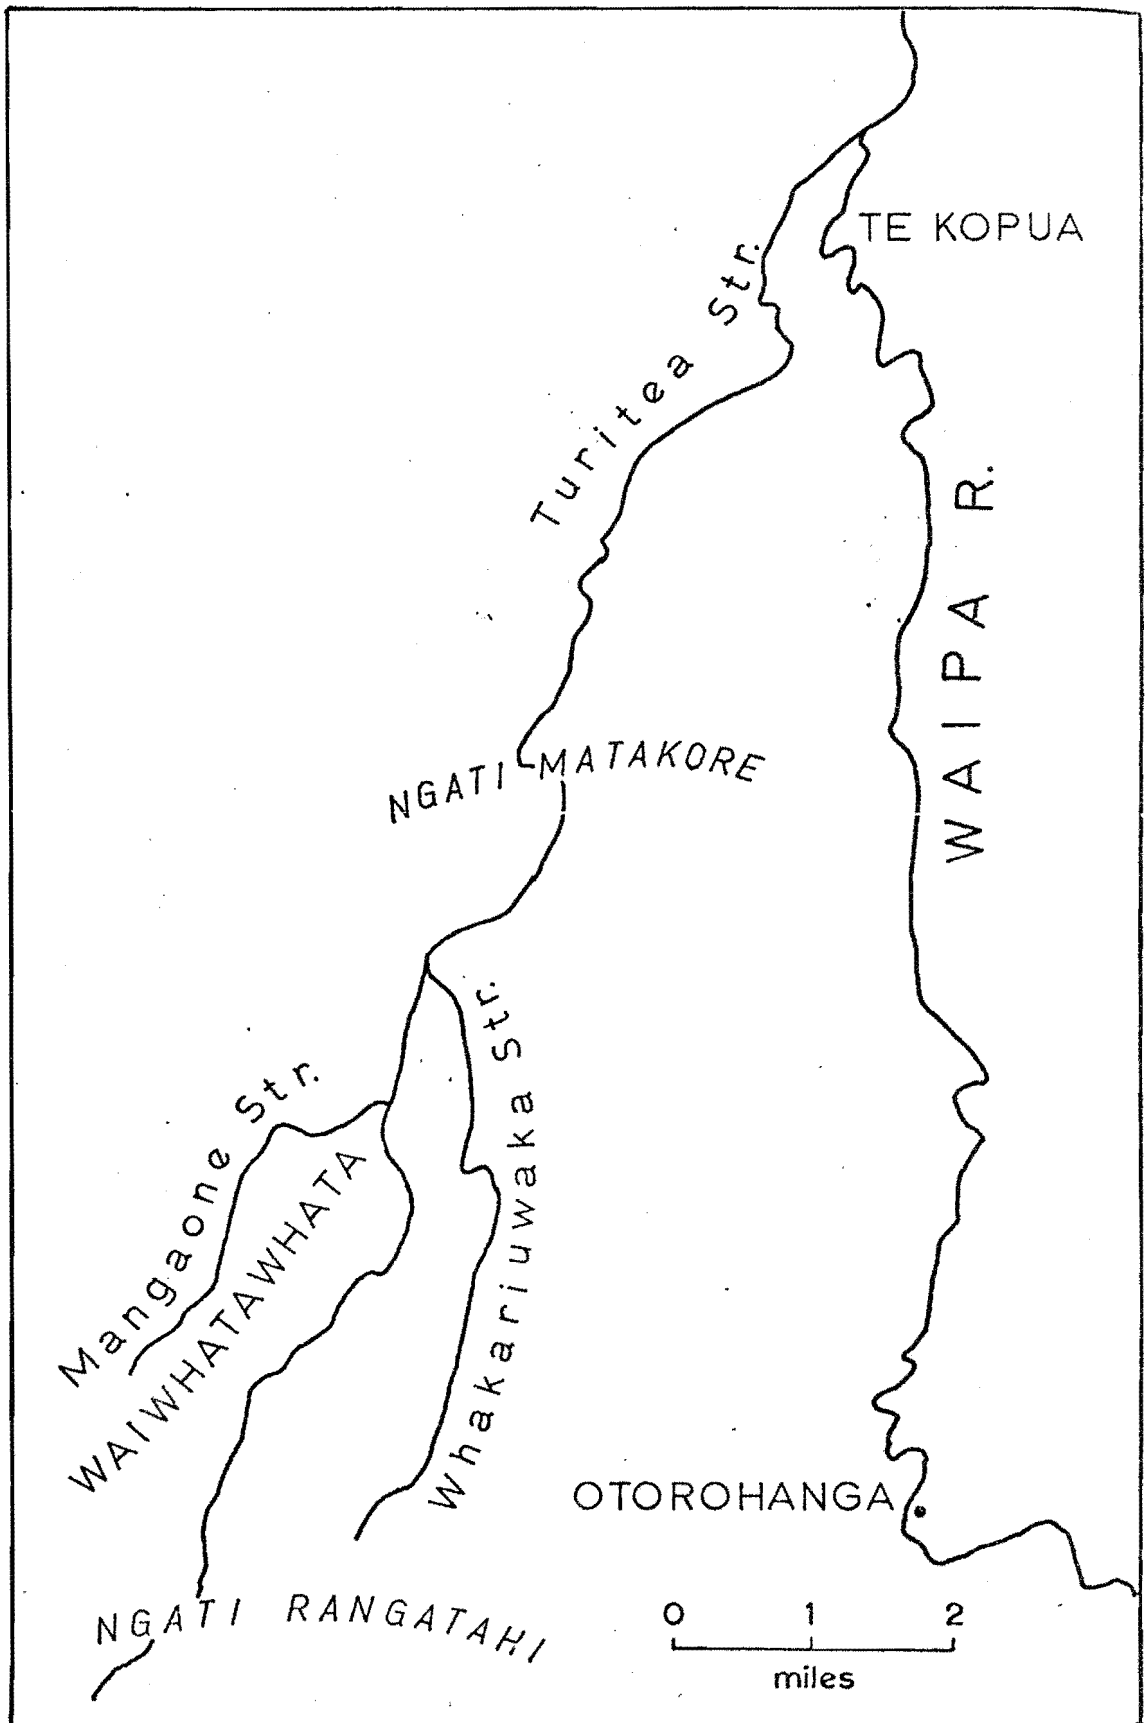 TE KOPUA
Turitea Str.
WAIPA R.
NGATI MATAKORE
Mangaone Str.
WAIWHATAWHATA
Whakariuwaka Str.
OTOROHANGA
NGATI RANGATAHI
0 1 2
miles